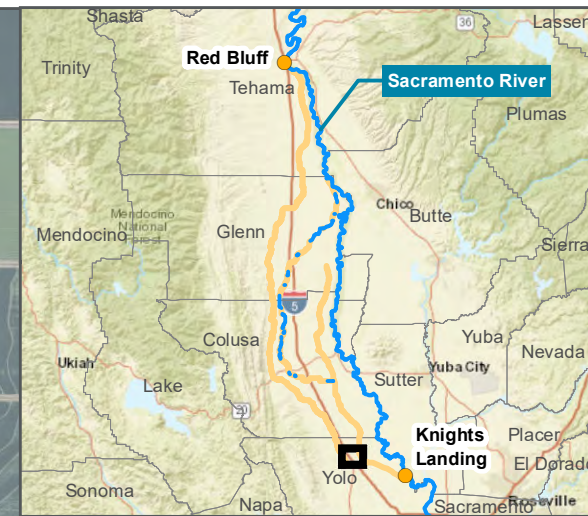 Shasta
36
Lassen
Trinity
Red Bluff
Tehama
Sacramento River
Plumas
Mendocino
National
Forest
Chico
Butte
Mendocino
Glenn
Sierra
5
Colusa
Yuba
Nevada
Ukiah
Yuba City
Lake
Sutter
20
Knights
Landing
Placer
El Dorado
Yolo
Sonoma
Napa
Sacramento
Roseville